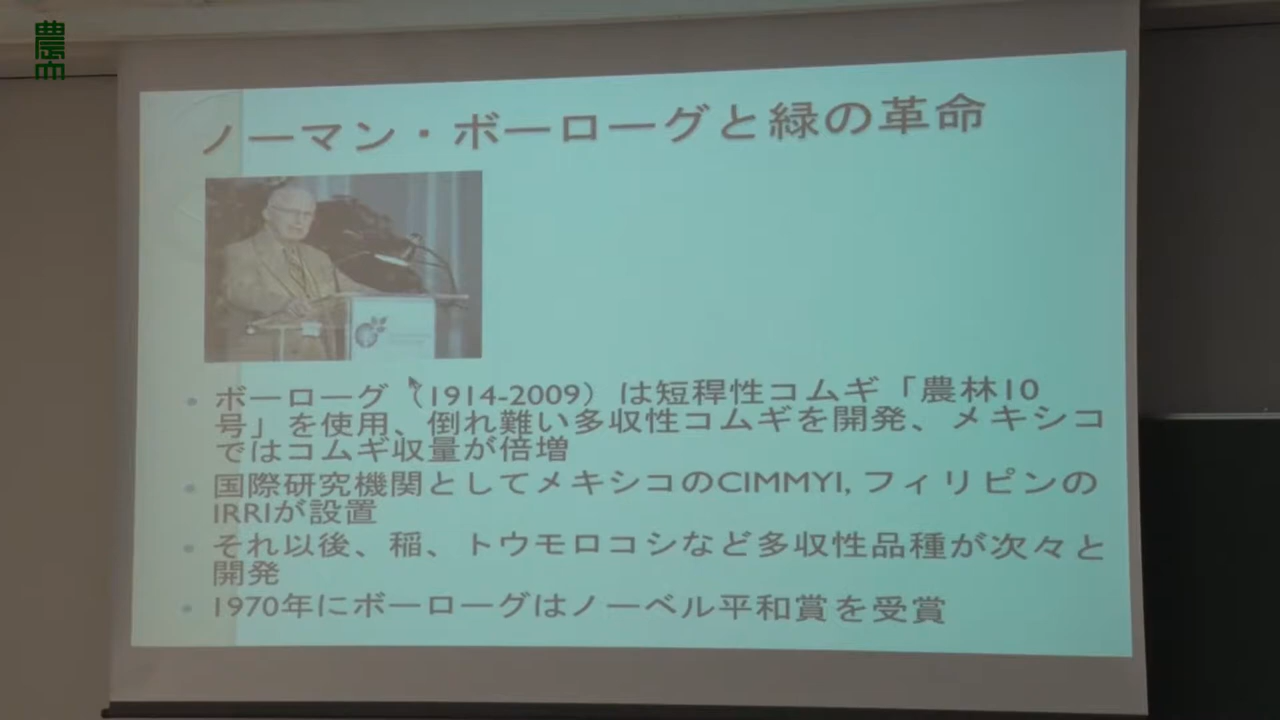 農大
ノーマン・ボーローグと緑の革命
• ボーローグ（1914-2009）は短稈性コムギ「農林10
号」を使用、倒れ難い多収性コムギを開発、メキシコ
ではコムギ収量が倍増
• 国際研究機関としてメキシコのCIMMYI, フィリピンの
IRRIが設置
• それ以後、稲、トウモロコシなど多収性品種が次々と
開発
• 1970年にボーローグはノーベル平和賞を受賞